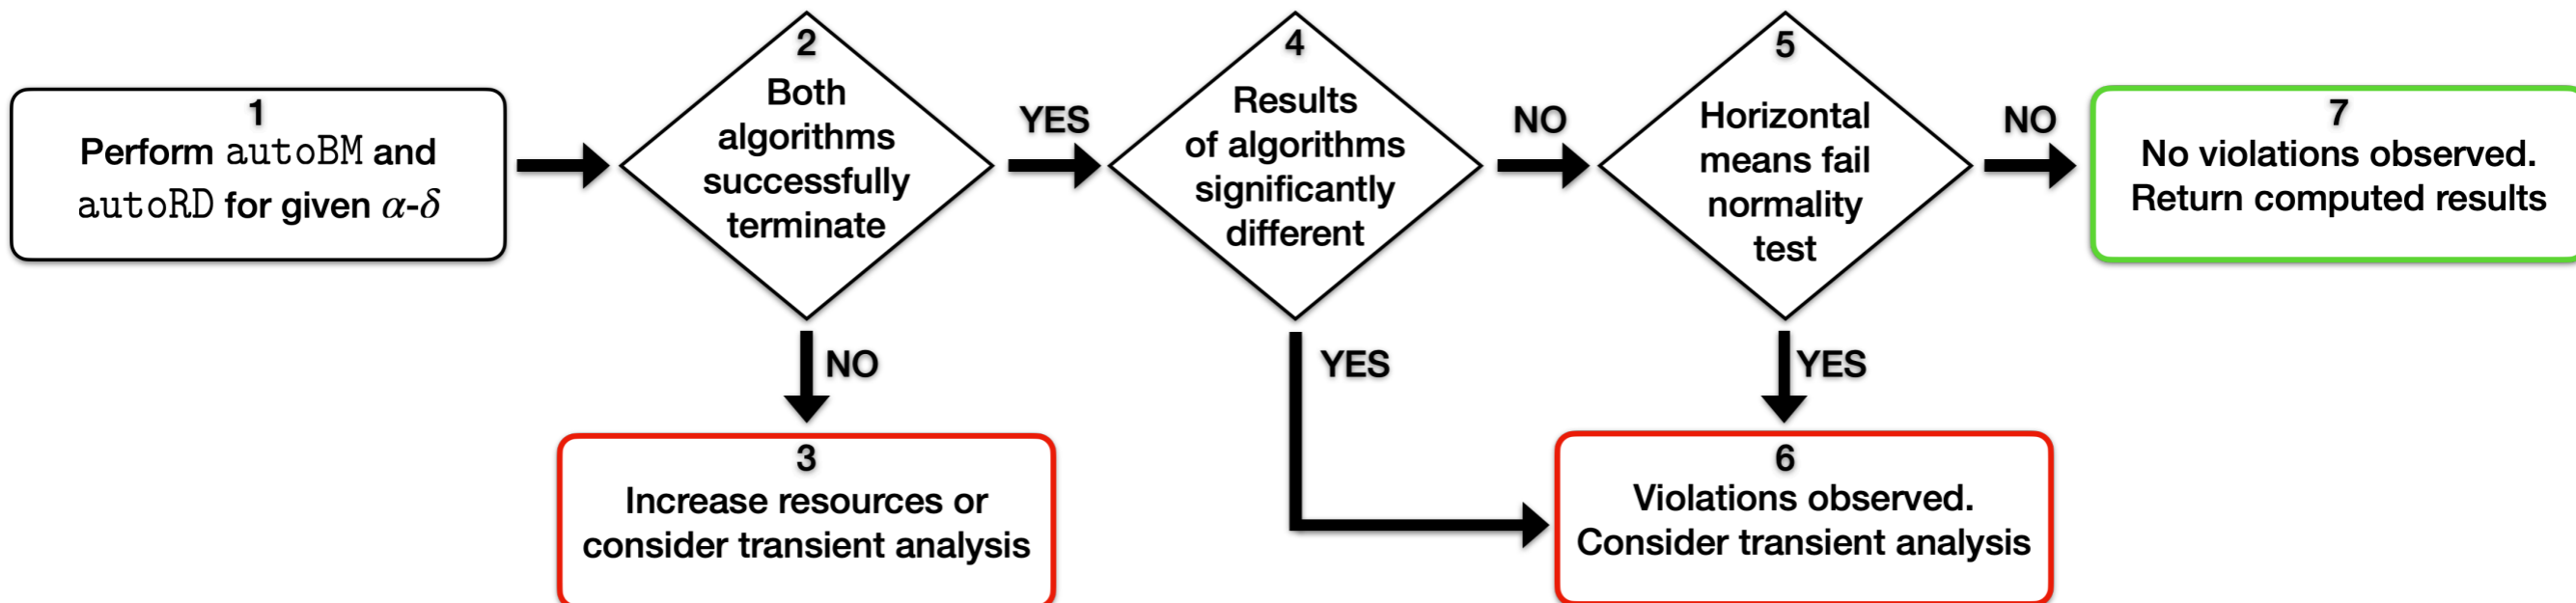 1
Perform autoBM and
autoRD for given α-δ
2
Both
algorithms
successfully
terminate
YES
NO
3
Increase resources or
consider transient analysis
4
Results
of algorithms
significantly
different
NO
YES
5
Horizontal
means fail
normality
test
NO
YES
6
Violations observed.
Consider transient analysis
7
No violations observed.
Return computed results